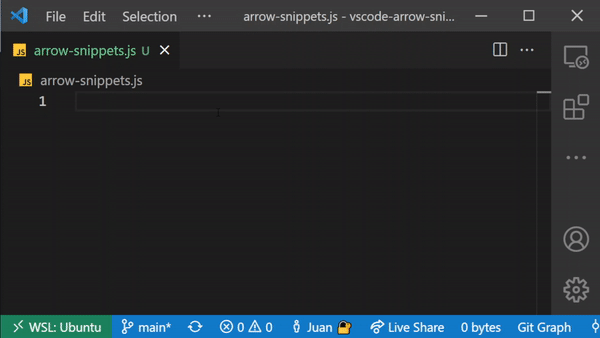 File Edit Selection ··· arrow-snippets.js - vscode-arrow-sni...
JS arrow-snippets.js U
JS arrow-snippets.js
1
WSL: Ubuntu main* 0 0 Juan Live Share 0 bytes Git Graph